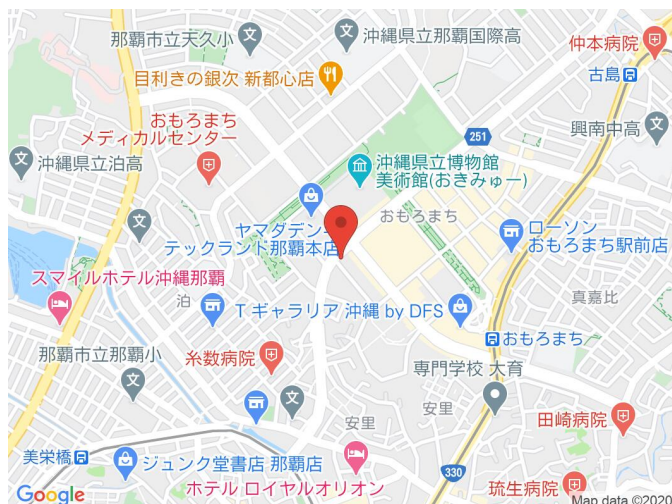 那覇市立天久小
沖縄県立那覇国際高
仲本病院
古島
目利きの銀次 新都心店
おもろまち
メディカルセンター
251
興南中高
沖縄県立泊高
沖縄県立博物館
美術館(おきみゅー)
ヤマダデンキ
テックランド那覇本店
おもろまち
ローソン
おもろまち駅前店
スマイルホテル沖縄那覇
泊
T ギャラリア 沖縄 by DFS
真嘉比
おもろまち
那覇市立那覇小
糸数病院
専門学校 大育
安里
安里
田崎病院
美栄橋
ジュンク堂書店 那覇店
330
ホテル ロイヤルオリオン
琉生病院
Google
Map data ©2020